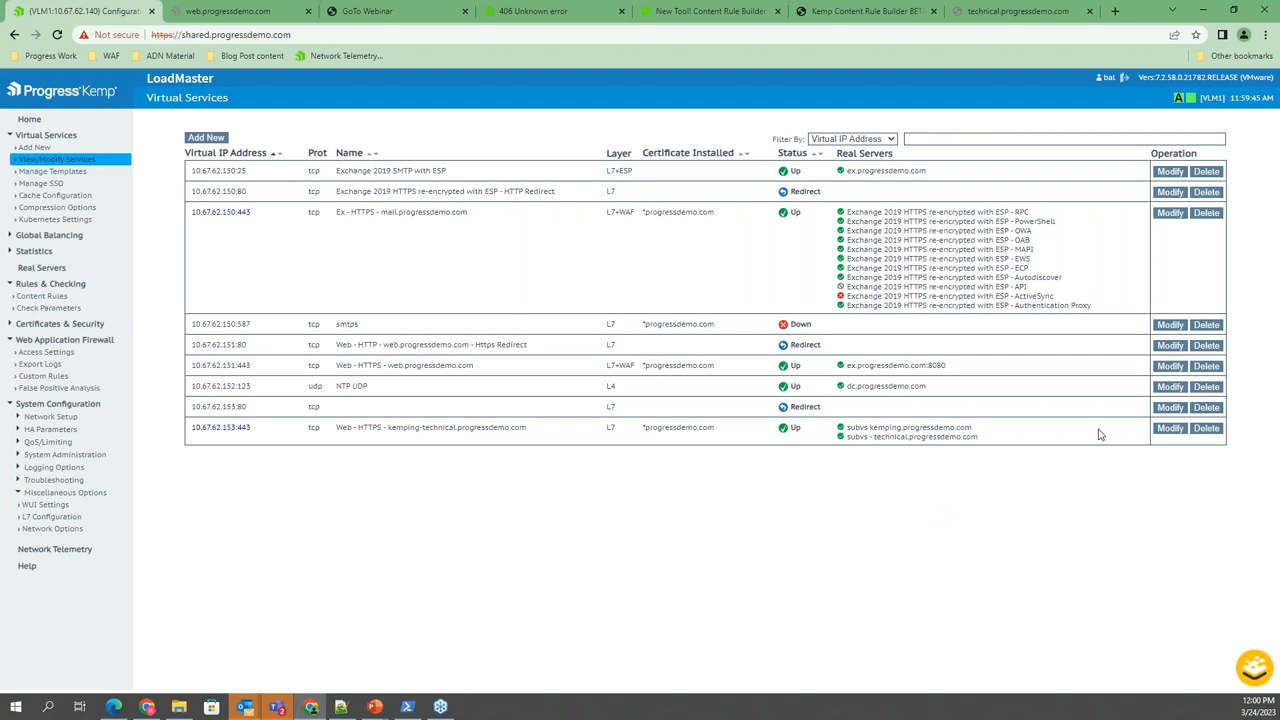 (VLM1:10.67.62.140) Configurat
web.progressdemo.com
GoTo Webinar
406 Unknown error
New Tool! Content Rule Builder
Kemp Content Rule Builder BETA
technical.progressdemo.com
Not secure
https://shared.progressdemo.com
Progress Work
WAF
ADN Material
Blog Post content
Network Telemetry...
Other bookmarks
Progress Kemp
LoadMaster
Virtual Services
bal
Vers:7.2.58.0.21782.RELEASE (VMware)
A
[VLM1] 11:59:45 AM
Home
Virtual Services
Add New
View/Modify Services
Manage Templates
Manage SSO
Cache Configuration
Compression Options
Kubernetes Settings
Global Balancing
Statistics
Real Servers
Rules & Checking
Content Rules
Check Parameters
Certificates & Security
Web Application Firewall
Access Settings
Export Logs
Custom Rules
False Positive Analysis
System Configuration
Network Setup
HA Parameters
QoS/Limiting
System Administration
Logging Options
Troubleshooting
Miscellaneous Options
WUI Settings
L7 Configuration
Network Options
Network Telemetry
Help
Add New
Filter By: Virtual IP Address
Virtual IP Address Prot Name Layer Certificate Installed Status Real Servers Operation
10.67.62.150:25 tcp Exchange 2019 SMTP with ESP L7+ESP Up ex.progressdemo.com Modify Delete
10.67.62.150:80 tcp Exchange 2019 HTTPS re-encrypted with ESP - HTTP Redirect L7 Redirect Modify Delete
10.67.62.150:443 tcp Ex - HTTPS - mail.progressdemo.com L7+WAF *progressdemo.com Up Exchange 2019 HTTPS re-encrypted with ESP - RPC Modify Delete
Exchange 2019 HTTPS re-encrypted with ESP - PowerShell
Exchange 2019 HTTPS re-encrypted with ESP - OWA
Exchange 2019 HTTPS re-encrypted with ESP - OAB
Exchange 2019 HTTPS re-encrypted with ESP - MAPI
Exchange 2019 HTTPS re-encrypted with ESP - EWS
Exchange 2019 HTTPS re-encrypted with ESP - ECP
Exchange 2019 HTTPS re-encrypted with ESP - Autodiscover
Exchange 2019 HTTPS re-encrypted with ESP - API
Exchange 2019 HTTPS re-encrypted with ESP - ActiveSync
Exchange 2019 HTTPS re-encrypted with ESP - Authentication Proxy
10.67.62.150:587 tcp smtps L7 *progressdemo.com Down Modify Delete
10.67.62.151:80 tcp Web - HTTP - web.progressdemo.com - Https Redirect L7 Redirect Modify Delete
10.67.62.151:443 tcp Web - HTTPS - web.progressdemo.com L7+WAF *progressdemo.com Up ex.progressdemo.com:8080 Modify Delete
10.67.62.152:123 udp NTP UDP L4 Up dc.progressdemo.com Modify Delete
10.67.62.153:80 tcp L7 Redirect Modify Delete
10.67.62.153:443 tcp Web - HTTPS - kemping-technical.progressdemo.com L7 *progressdemo.com Up subvs kemping.progressdemo.com Modify Delete
subvs - technical.progressdemo.com
12:00 PM
3/24/2023